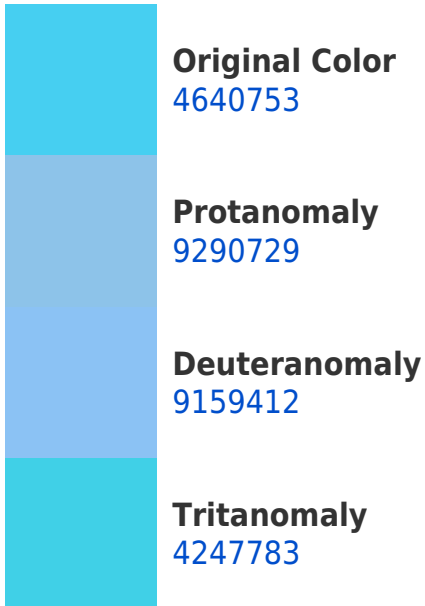 Original Color
4640753
Protanomaly
9290729
Deuteranomaly
9159412
Tritanomaly
4247783